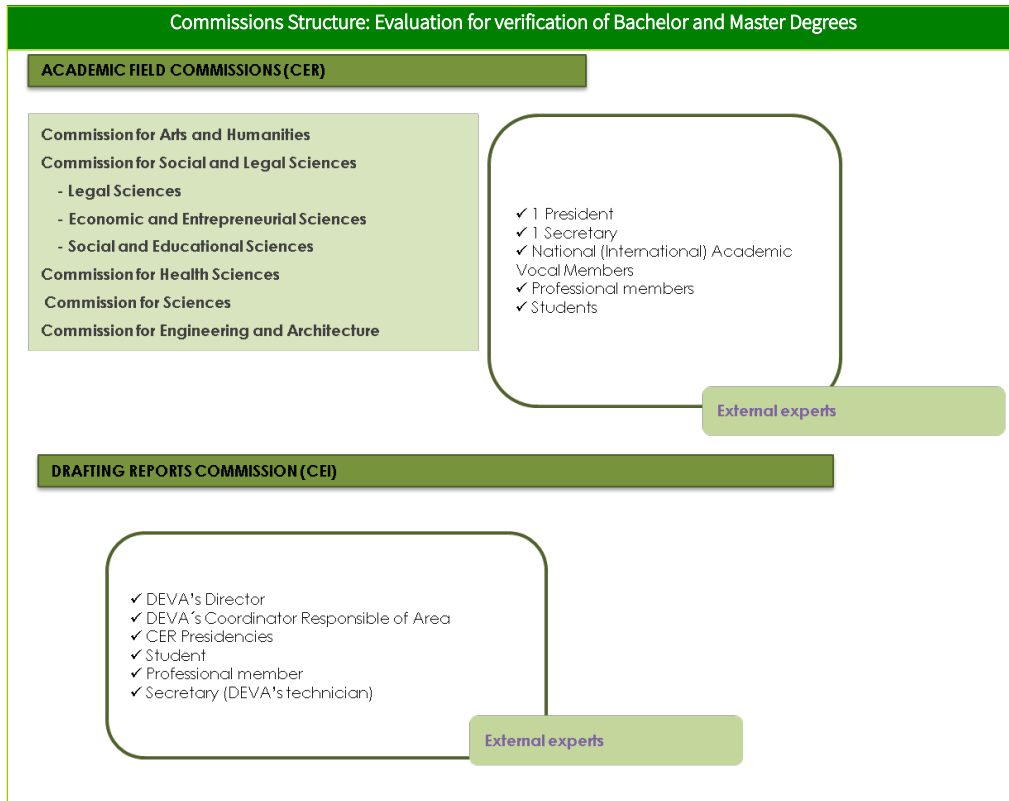 Commissions Structure: Evaluation for verification of Bachelor and Master Degrees
ACADEMIC FIELD COMMISSIONS (CER)
Commission for Arts and Humanities
Commission for Social and Legal Sciences
- Legal Sciences
- Economic and Entrepreneurial Sciences
- Social and Educational Sciences
Commission for Health Sciences
Commission for Sciences
Commission for Engineering and Architecture
✓ 1 President
✓ 1 Secretary
✓ National (International) Academic
Vocal Members
✓ Professional members
✓ Students
External experts
DRAFTING REPORTS COMMISSION (CEI)
✓ DEVA's Director
✓ DEVA´s Coordinator Responsible of Area
✓ CER Presidencies
✓ Student
✓ Professional member
✓ Secretary (DEVA's technician)
External experts